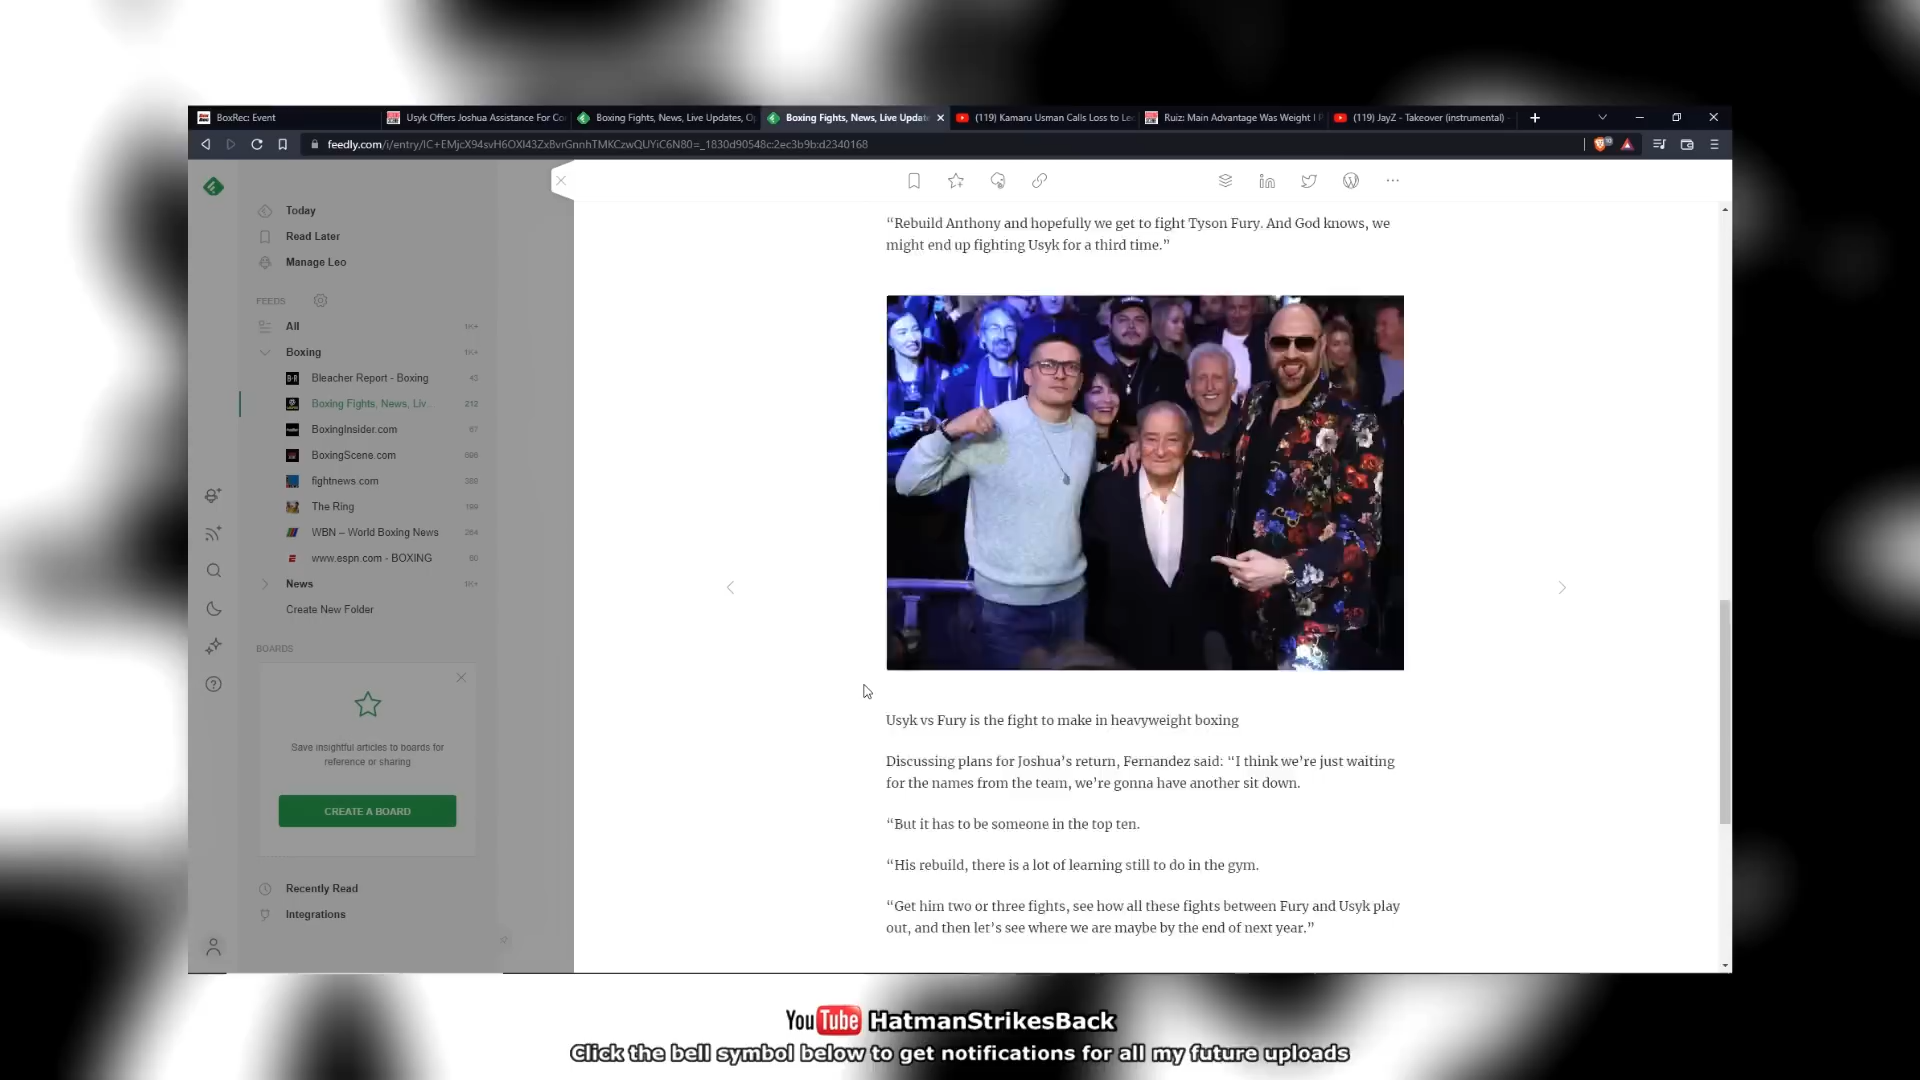 BoxRec: Event
Usyk Offers Joshua Assistance For Co
Boxing Fights, News, Live Updates, O
Boxing Fights, News, Live Update
(119) Kamaru Usman Calls Loss to Le
Ruiz: Main Advantage Was Weight I
(119) JayZ - Takeover (instrumental)
Today
Read Later
Manage Leo
FEEDS
All 1K+
Boxing 1K+
Bleacher Report - Boxing 43
Boxing Fights, News, Liv... 212
BoxingInsider.com 67
BoxingScene.com 696
fightnews.com
The Ring 199
WBN – World Boxing News 264
www.espn.com - BOXING
News 1K+
Create New Folder
BOARDS
Save insightful articles to boards for
reference or sharing
CREATE A BOARD
Recently Read
Integrations
“Rebuild Anthony and hopefully we get to fight Tyson Fury. And God knows, we
might end up fighting Usyk for a third time.”
Usyk vs Fury is the fight to make in heavyweight boxing
Discussing plans for Joshua’s return, Fernandez said: “I think we’re just waiting
for the names from the team, we’re gonna have another sit down.
“But it has to be someone in the top ten.
“His rebuild, there is a lot of learning still to do in the gym.
“Get him two or three fights, see how all these fights between Fury and Usyk play
out, and then let’s see where we are maybe by the end of next year.”
YouTube HatmanStrikesBack
Click the bell symbol below to get notifications for all my future uploads